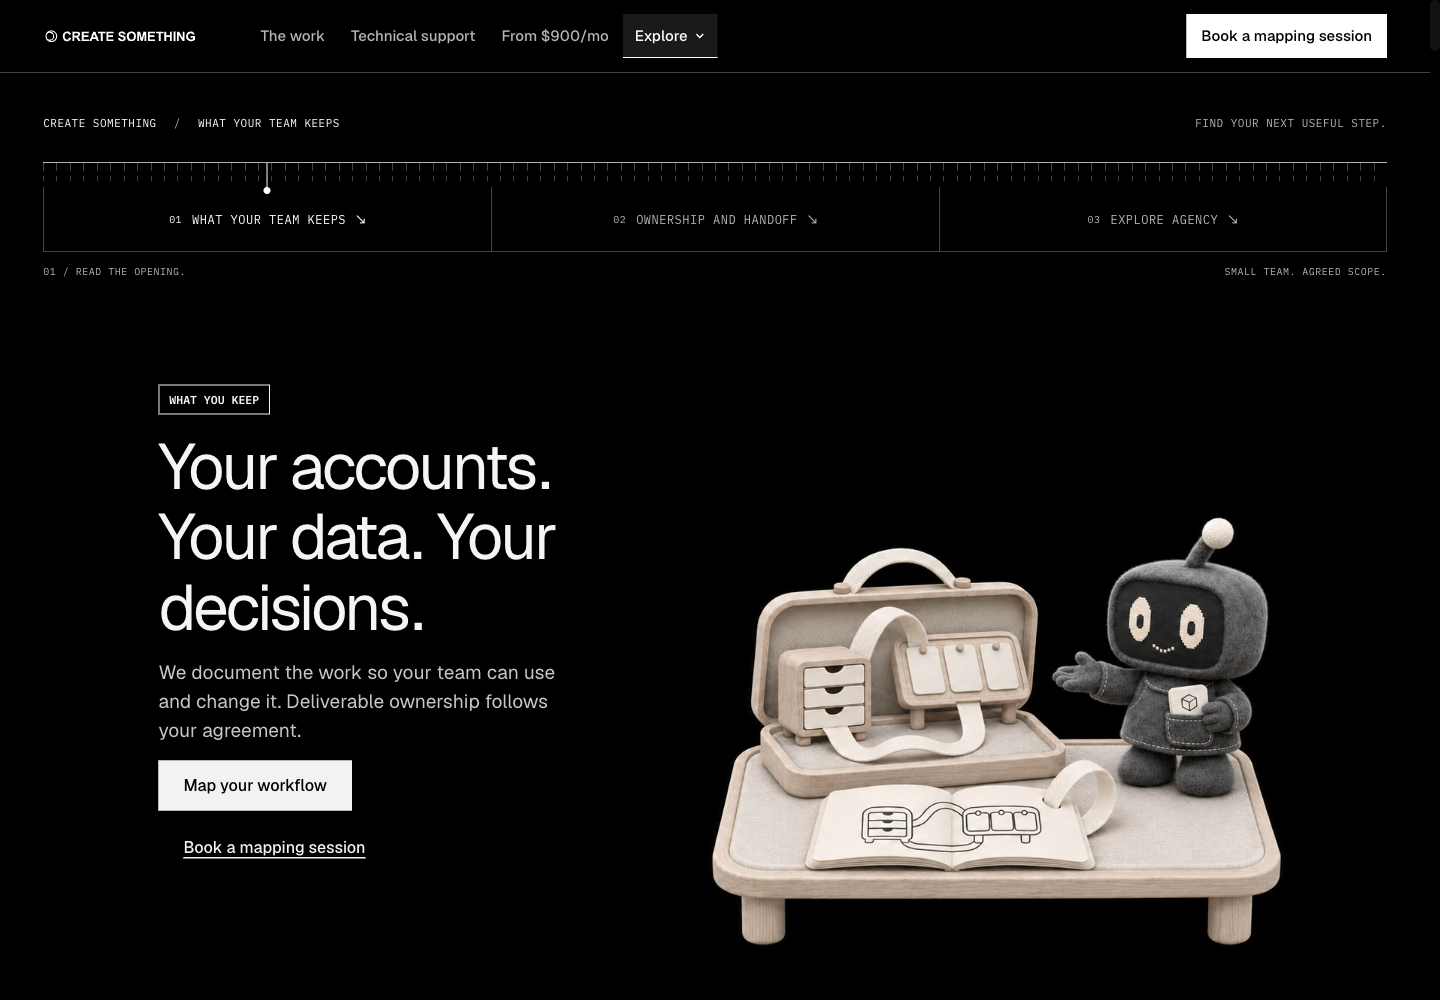 CREATE SOMETHING
The work
Technical support
From $900/mo
Explore
Book a mapping session
CREATE SOMETHING / WHAT YOUR TEAM KEEPS
FIND YOUR NEXT USEFUL STEP.
01 WHAT YOUR TEAM KEEPS ↘
02 OWNERSHIP AND HANDOFF ↘
03 EXPLORE AGENCY ↘
01 / READ THE OPENING.
SMALL TEAM. AGREED SCOPE.
WHAT YOU KEEP
Your accounts.
Your data. Your
decisions.
We document the work so your team can use
and change it. Deliverable ownership follows
your agreement.
Map your workflow
Book a mapping session